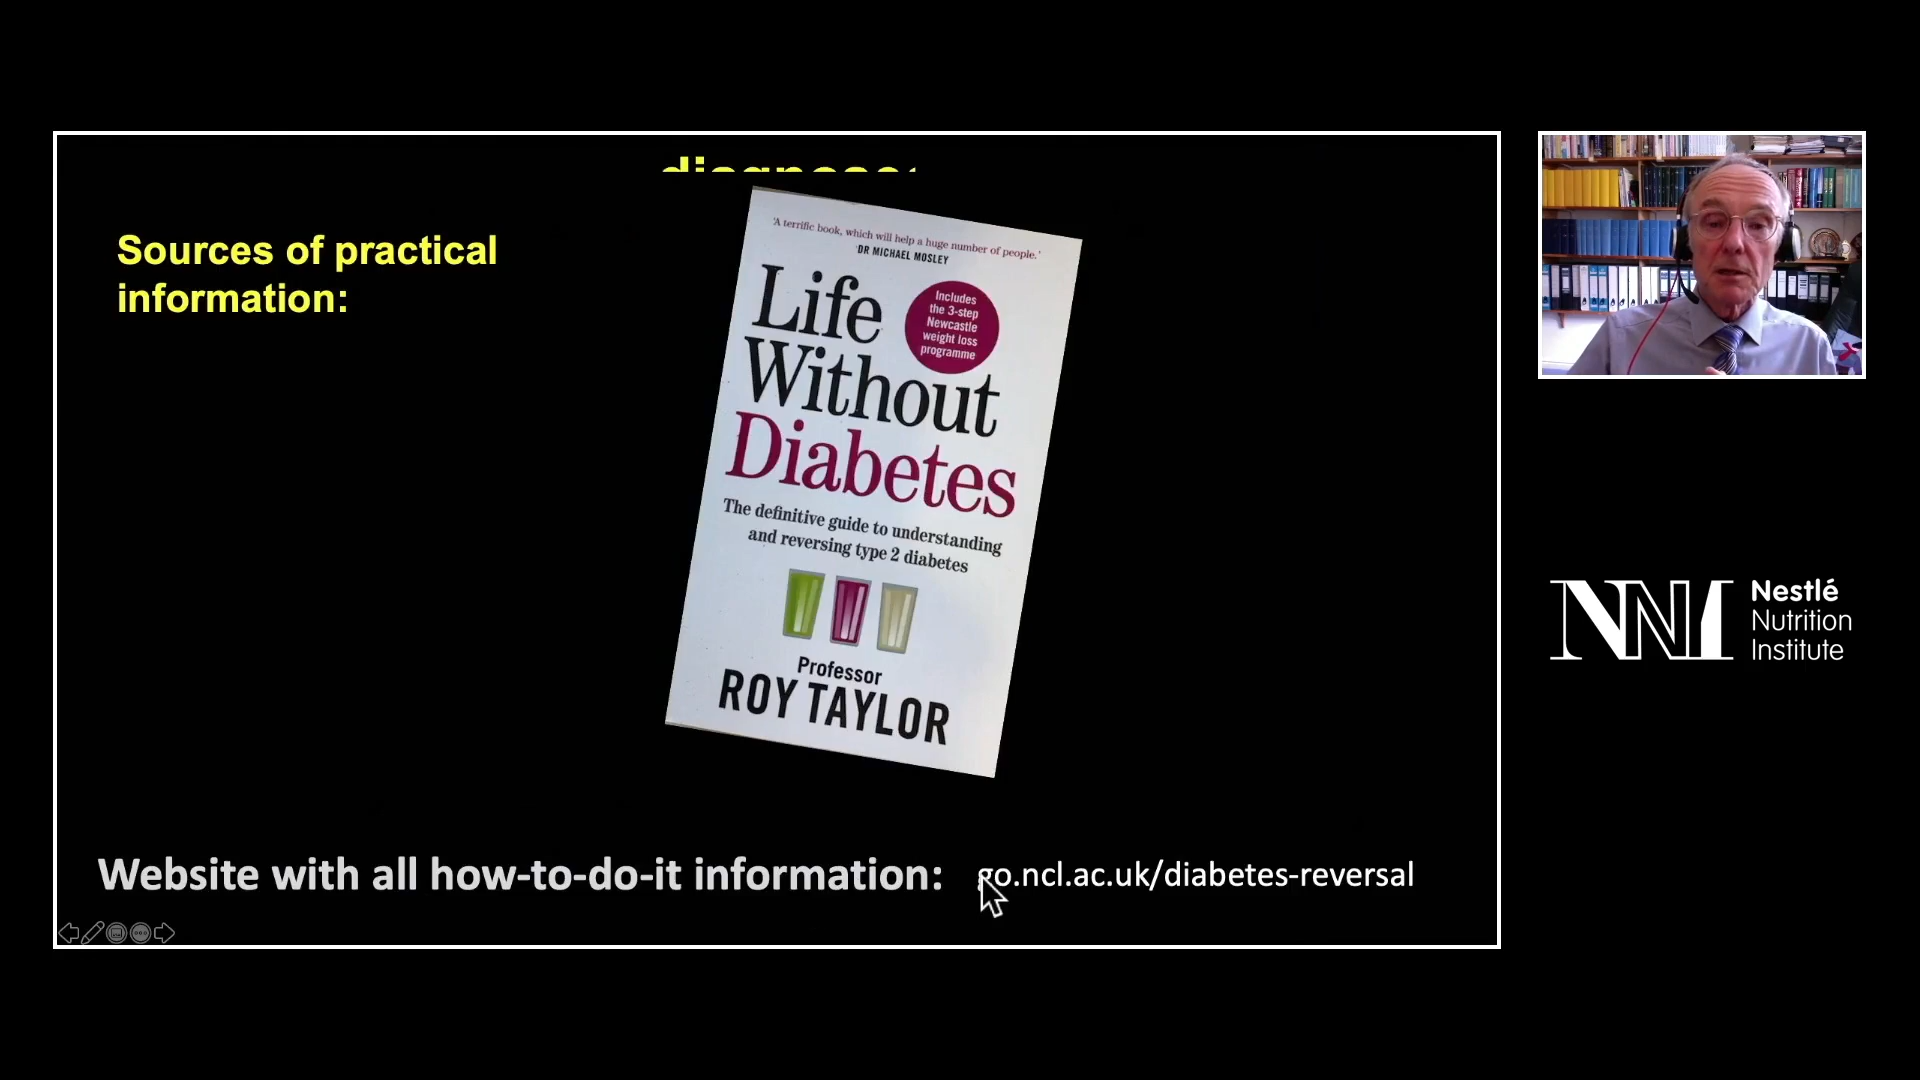 Sources of practical
information:
'A terrific book, which will help a huge number of people.'
DR MICHAEL MOSLEY
Life
Without
Diabetes
Includes
the 3-step
Newcastle
weight loss
programme
The definitive guide to understanding
and reversing type 2 diabetes
Professor
ROY TAYLOR
Website with all how-to-do-it information: go.ncl.ac.uk/diabetes-reversal
NNI
Nestlé
Nutrition
Institute